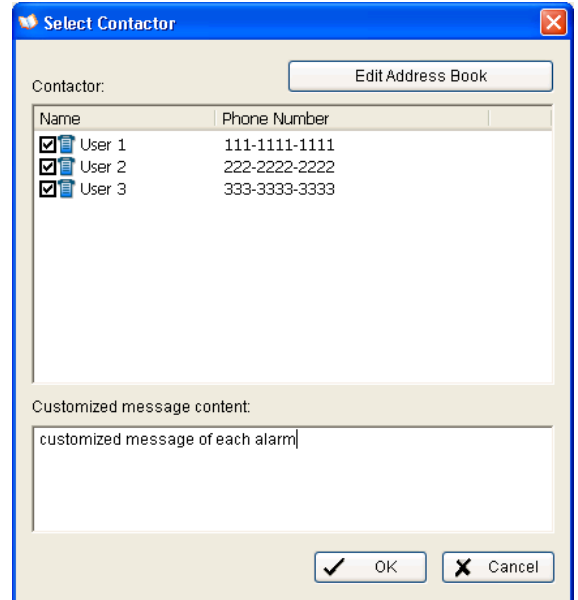 Select Contactor
Edit Address Book
Contactor:
Name Phone Number
User 1 111-1111-1111
User 2 222-2222-2222
User 3 333-3333-3333
Customized message content:
customized message of each alarm
OK Cancel